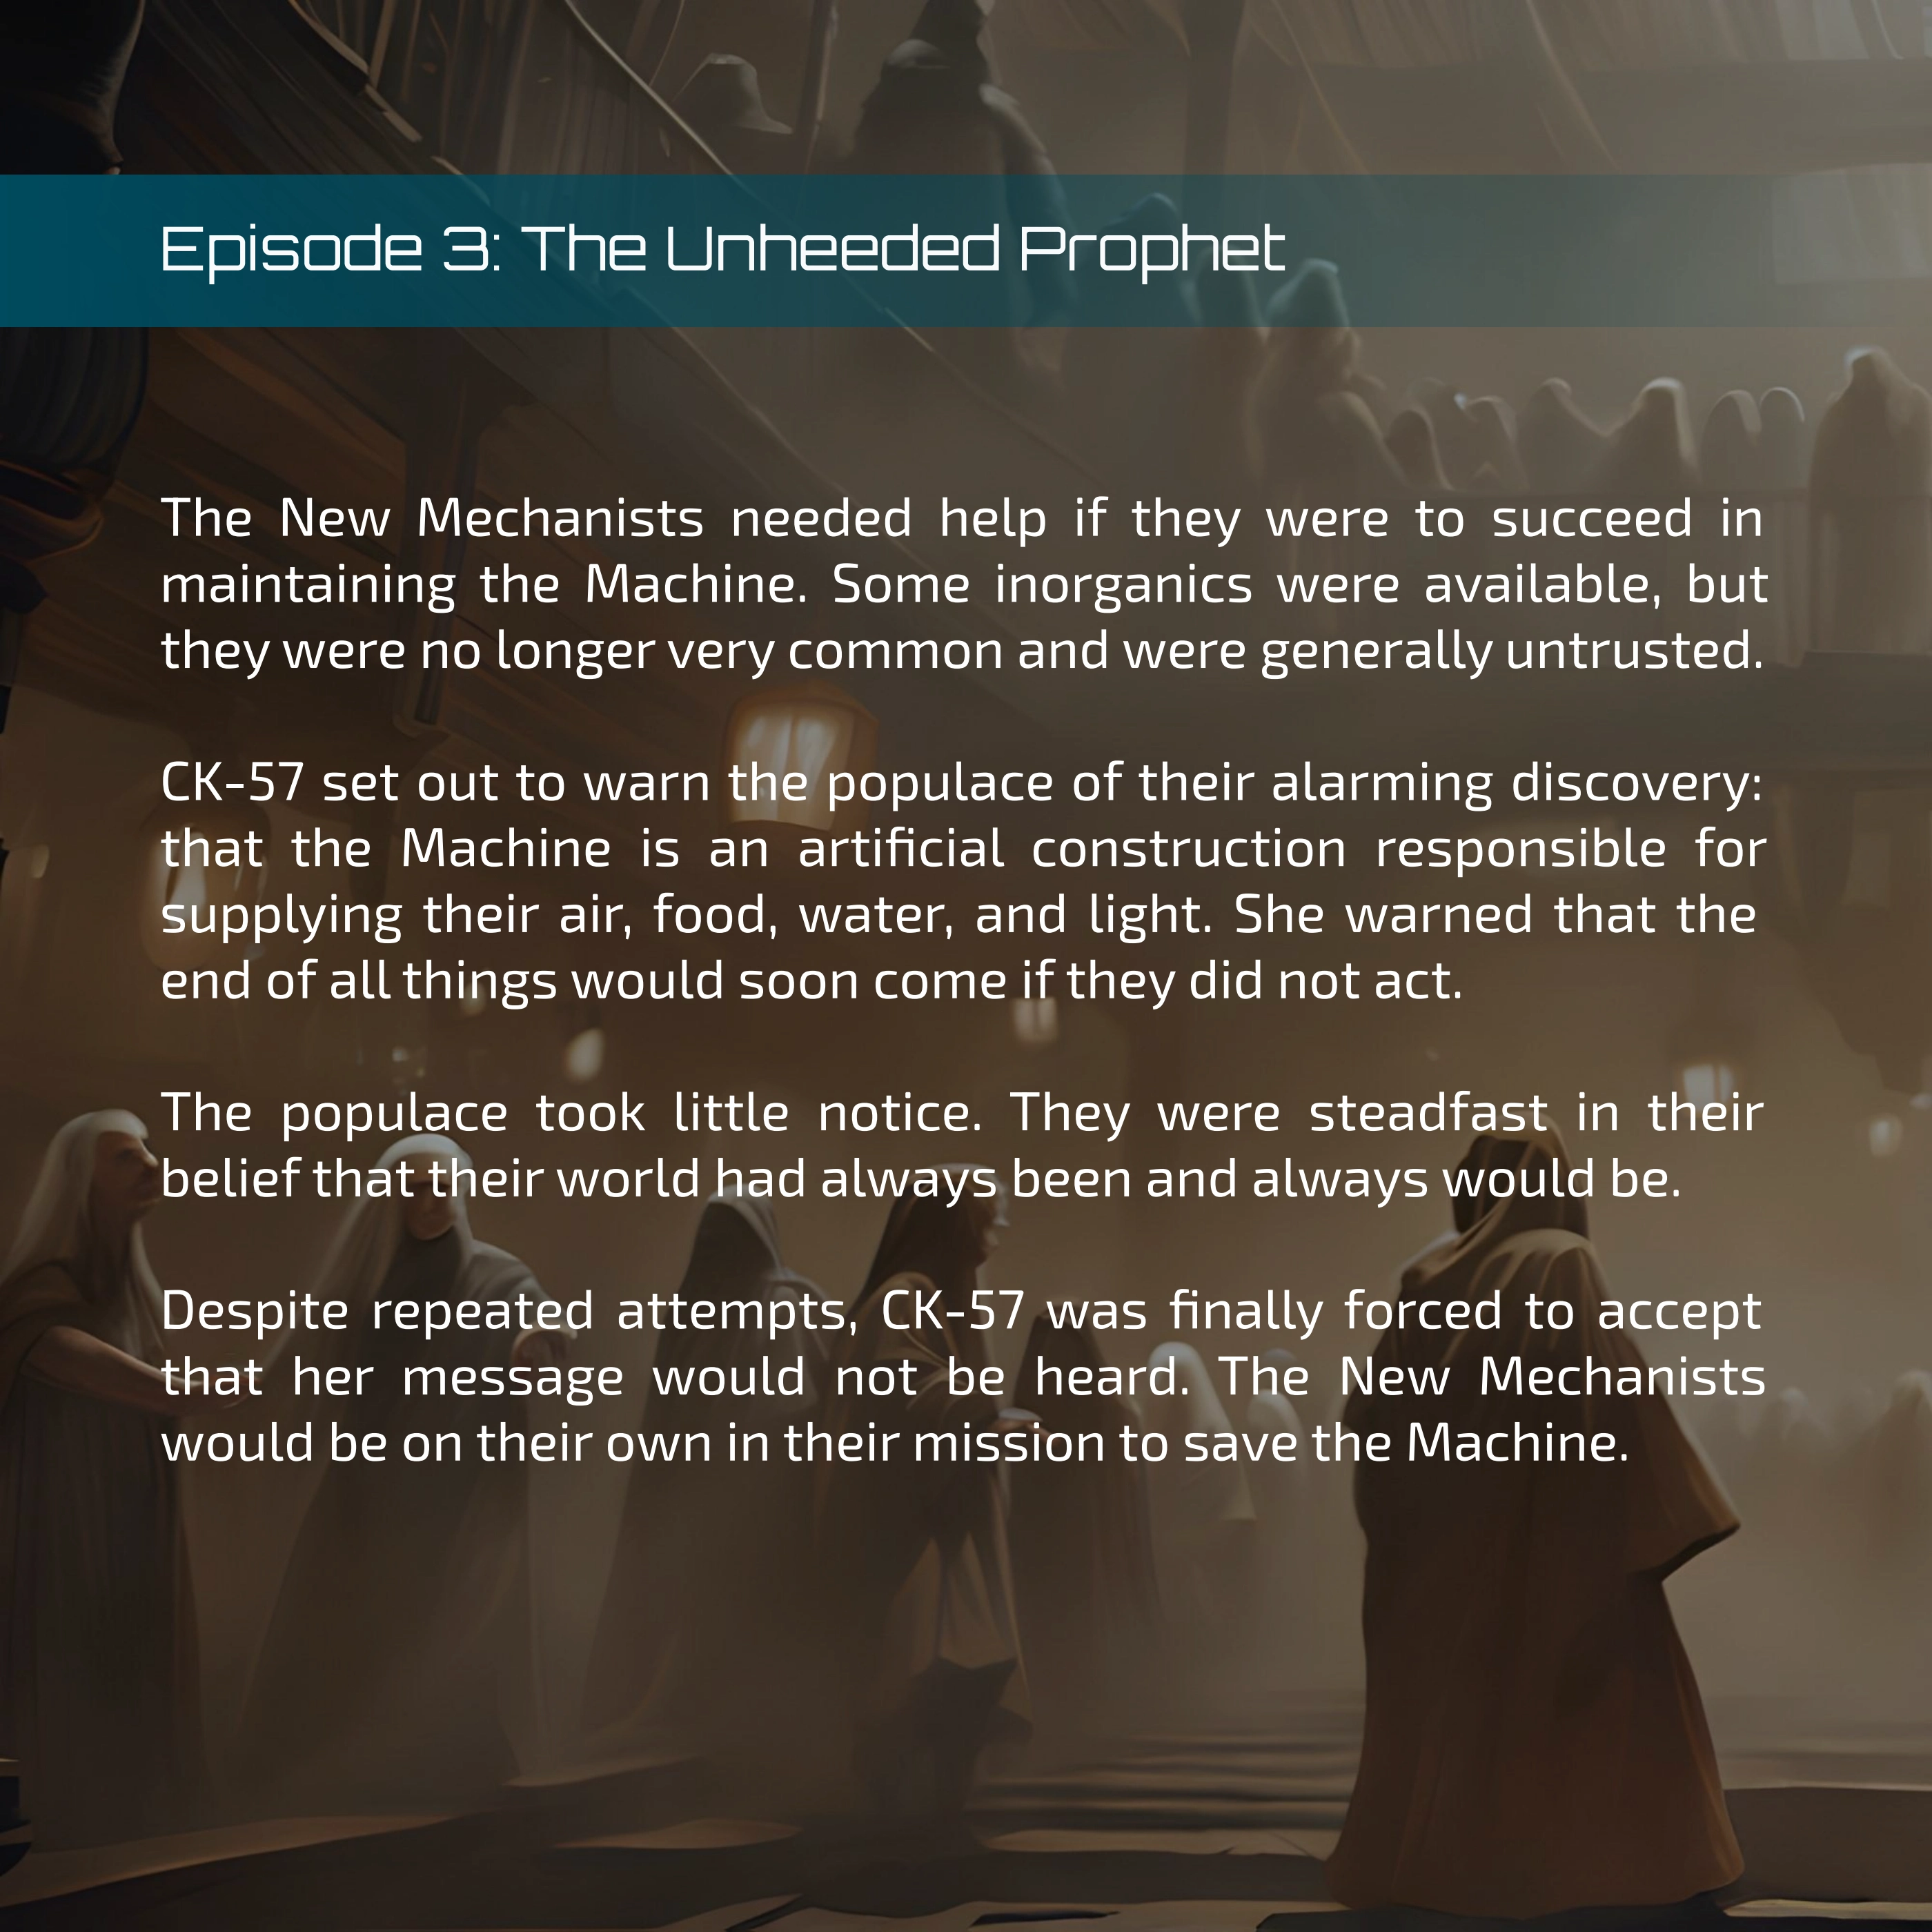 Episode 3: The Unheeded Prophet
The New Mechanists needed help if they were to succeed in
maintaining the Machine. Some inorganics were available, but
they were no longer very common and were generally untrusted.
CK-57 set out to warn the populace of their alarming discovery:
that the Machine is an artificial construction responsible for
supplying their air, food, water, and light. She warned that the
end of all things would soon come if they did not act.
The populace took little notice. They were steadfast in their
belief that their world had always been and always would be.
Despite repeated attempts, CK-57 was finally forced to accept
that her message would not be heard. The New Mechanists
would be on their own in their mission to save the Machine.